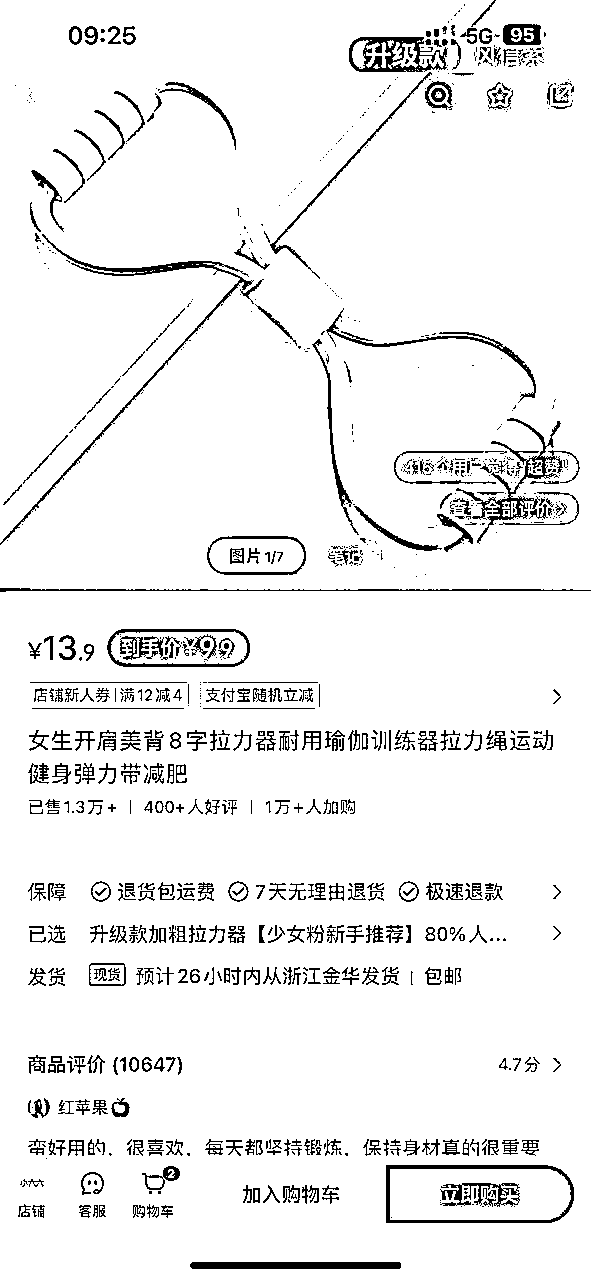 09:25 5G 95
升级款 风信紫
416个用户觉得"超赞"
查看全部评价
图片 1/7 笔记
¥13.9 到手价¥9.9
店铺新人券|满12减4 支付宝随机立减
女生开肩美背8字拉力器耐用瑜伽训练器拉力绳运动
健身弹力带减肥
已售1.3万+ | 400+人好评 | 1万+人加购
保障 退货包运费 7天无理由退货 极速退款
已选 升级款加粗拉力器【少女粉新手推荐】80%人...
发货 现货 预计26小时内从浙江金华发货 | 包邮
商品评价 (10647) 4.7分
红苹果🍎
蛮好用的，很喜欢，每天都坚持锻炼，保持身材真的很重要
2
店铺 客服 购物车 加入购物车 立即购买